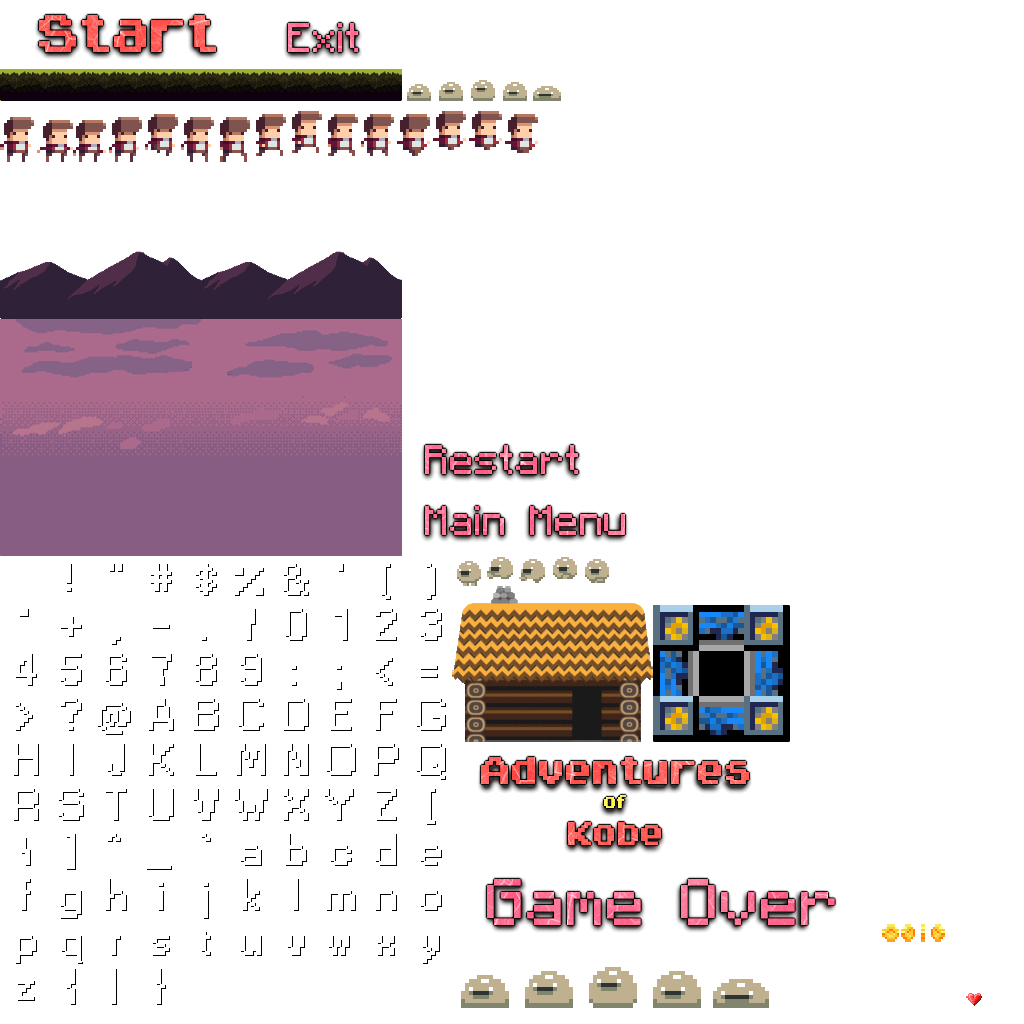 Start Exit
Restart
Main Menu
! " # $ % & ' ( )
* + , - . / 0 1 2 3
4 5 6 7 8 9 : ; < =
> ? @ A B C D E F G
H I J K L M N O P Q
R S T U V W X Y Z [
\ ] ^ _ ` a b c d e
f g h i j k l m n o
p q r s t u v w x y
z { | }
Adventures
of
Kobe
Game Over